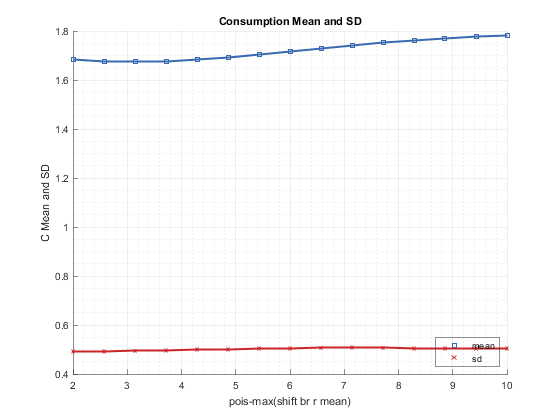 Consumption Mean and SD
C Mean and SD
1.8
1.6
1.4
1.2
1
0.8
0.6
0.4
mean
sd
2 3 4 5 6 7 8 9 10
pois-max(shift br r mean)